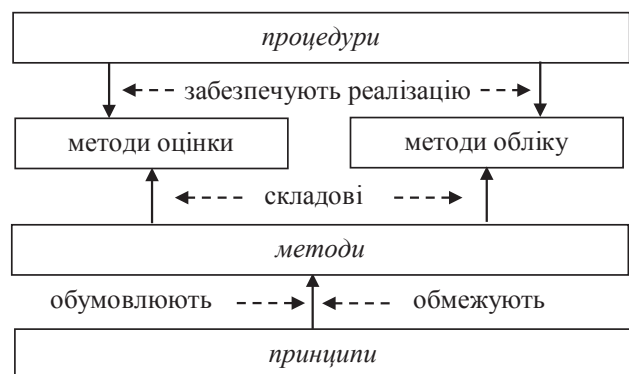 процедури
забезпечують реалізацію
методи оцінки методи обліку
складові
методи
обумовлюють обмежують
принципи